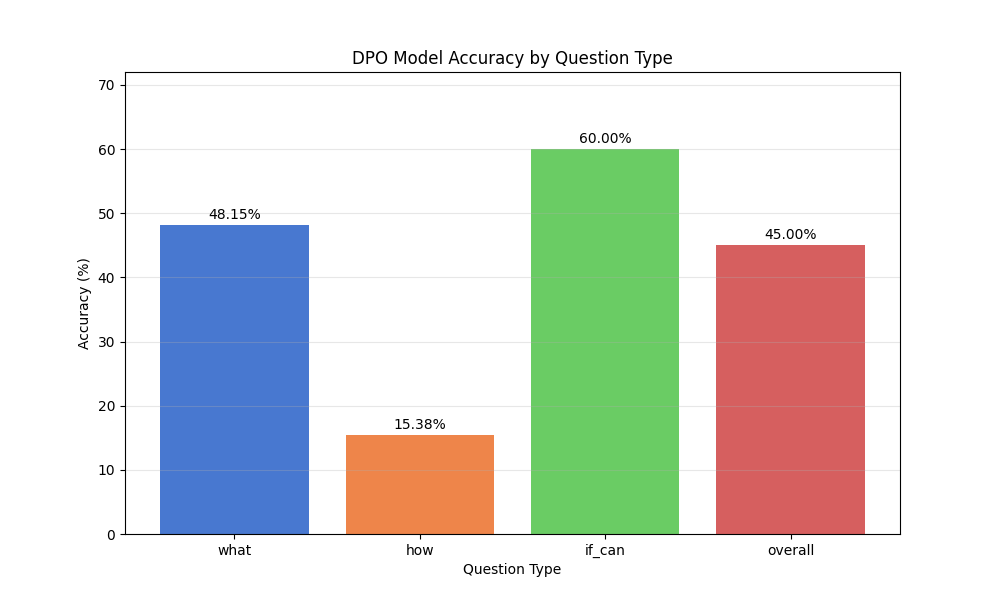 DPO Model Accuracy by Question Type
Accuracy (%)
70
60
50
40
30
20
10
0
48.15%
15.38%
60.00%
45.00%
what
how
if_can
overall
Question Type